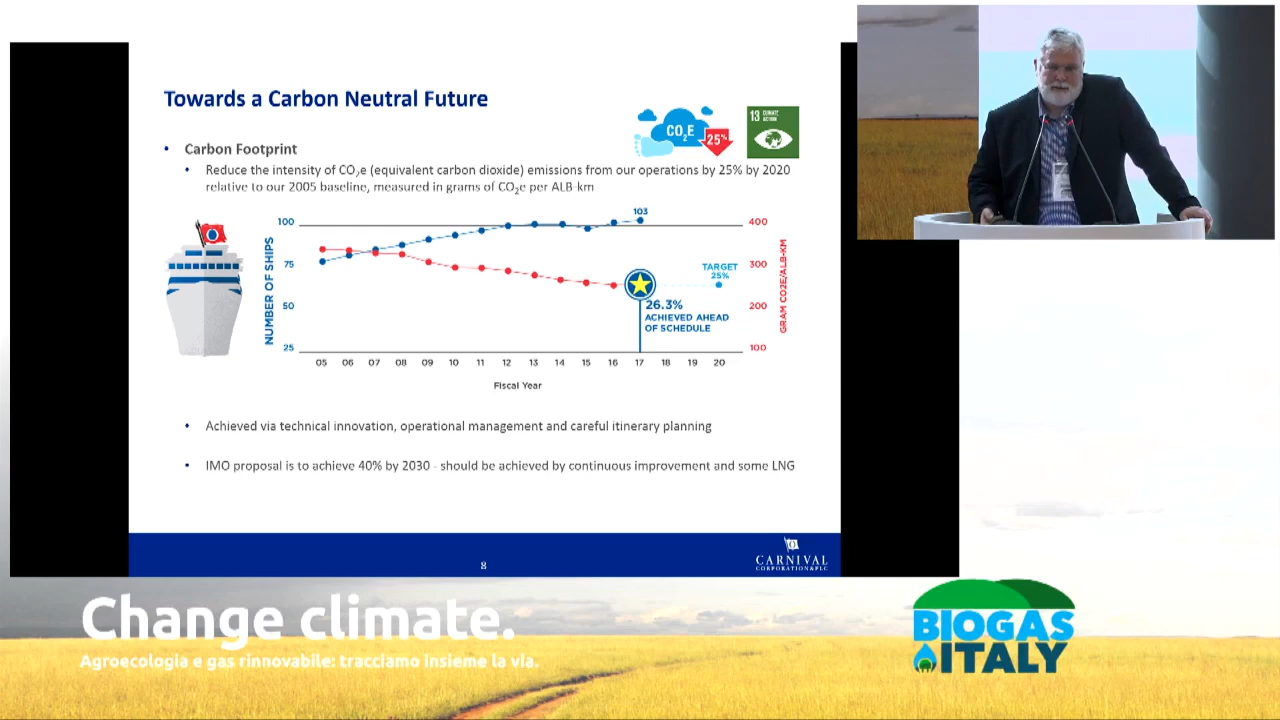 Towards a Carbon Neutral Future
CO2E
25%
13 CLIMATE
ACTION
• Carbon Footprint
• Reduce the intensity of CO2e (equivalent carbon dioxide) emissions from our operations by 25% by 2020
relative to our 2005 baseline, measured in grams of CO2e per ALB-km
NUMBER OF SHIPS
100
75
50
25
103
TARGET
25%
26.3%
ACHIEVED AHEAD
OF SCHEDULE
400
300
200
100
GRAM CO2E/ALB-KM
05 06 07 08 09 10 11 12 13 14 15 16 17 18 19 20
Fiscal Year
• Achieved via technical innovation, operational management and careful itinerary planning
• IMO proposal is to achieve 40% by 2030 - should be achieved by continuous improvement and some LNG
8
CARNIVAL
CORPORATION&PLC
Change climate.
Agroecologia e gas rinnovabile: tracciamo insieme la via.
BIOGAS
ITALY